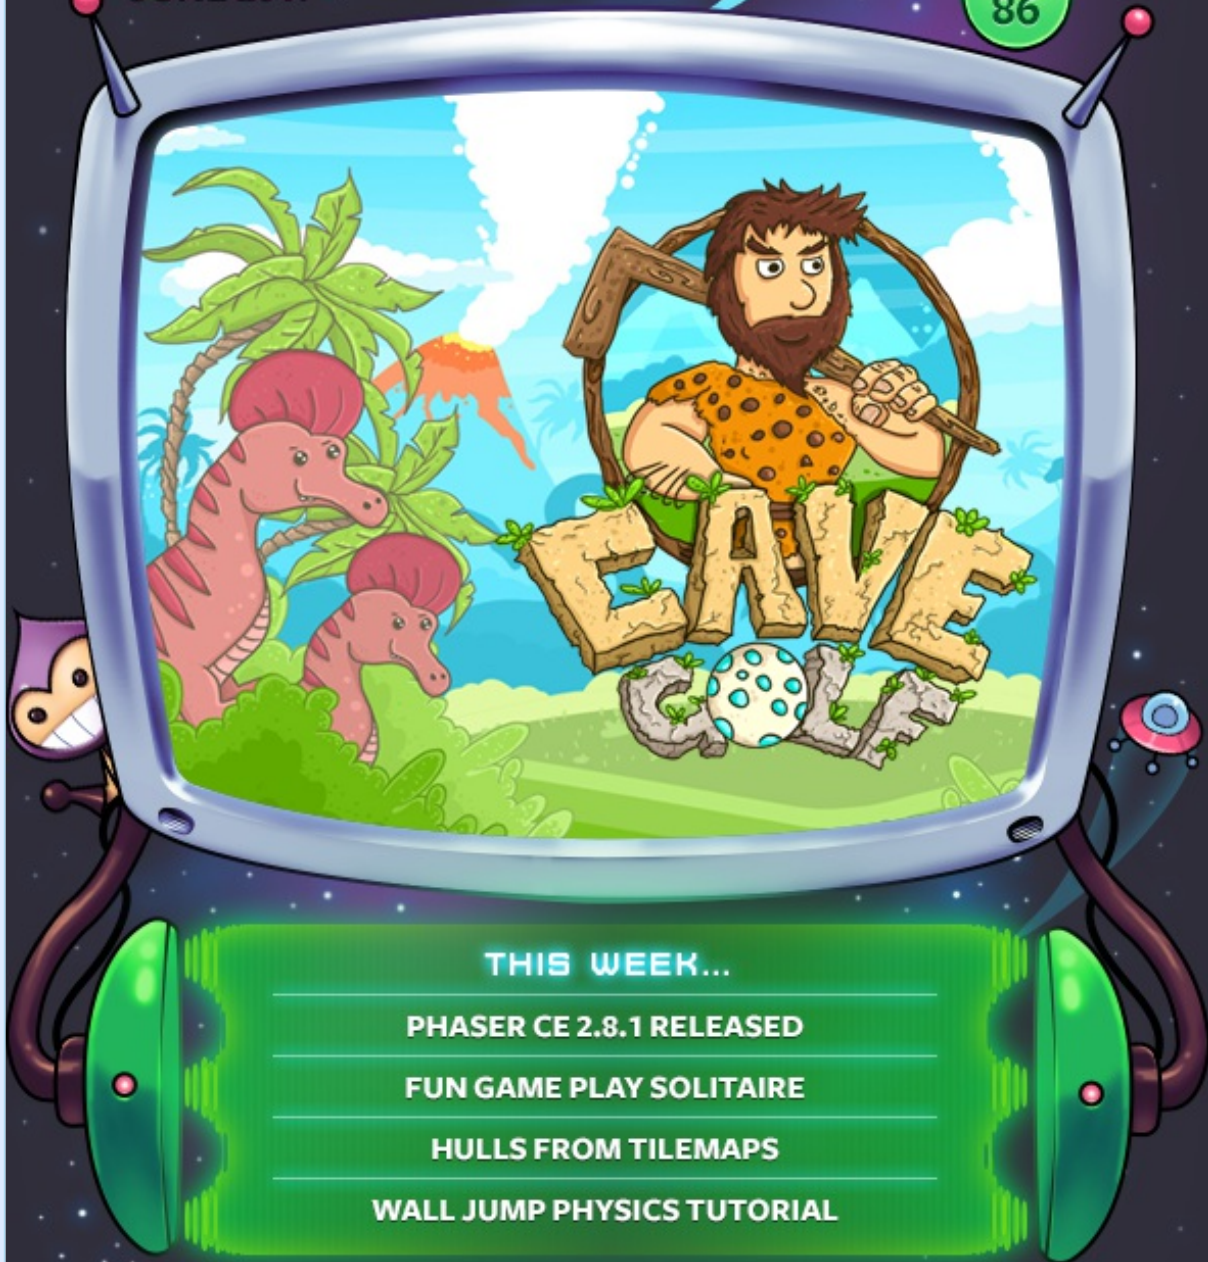 86
CAVE
GOLF
THIS WEEK...
PHASER CE 2.8.1 RELEASED
FUN GAME PLAY SOLITAIRE
HULLS FROM TILEMAPS
WALL JUMP PHYSICS TUTORIAL